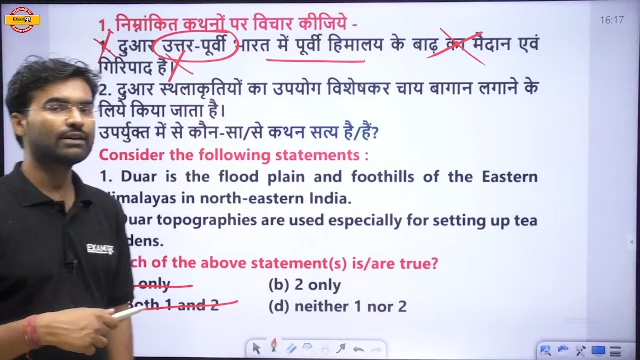 16:17
1. निम्नांकित कथनों पर विचार कीजिये -
दुआर उत्तर-पूर्वी भारत में पूर्वी हिमालय के बाढ़ का मैदान एवं
गिरिपाद है।
2. दुआर स्थलाकृतियों का उपयोग विशेषकर चाय बागान लगाने के
लिये किया जाता है।
उपर्युक्त में से कौन-सा/से कथन सत्य है/हैं?
Consider the following statements :
1. Duar is the flood plain and foothills of the Eastern
imalayas in north-eastern India.
Duar topographies are used especially for setting up tea
dens.
ch of the above statement(s) is/are true?
only (b) 2 only
Both 1 and 2 (d) neither 1 nor 2